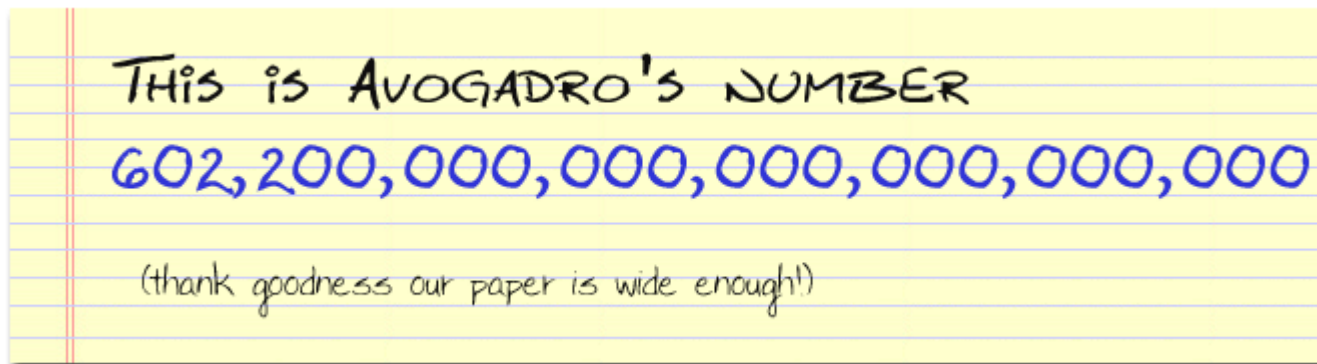 THiS iS AVOGADRO'S NUMBER
602,200,000,000,000,000,000,000
(thank goodness our paper is wide enough!)